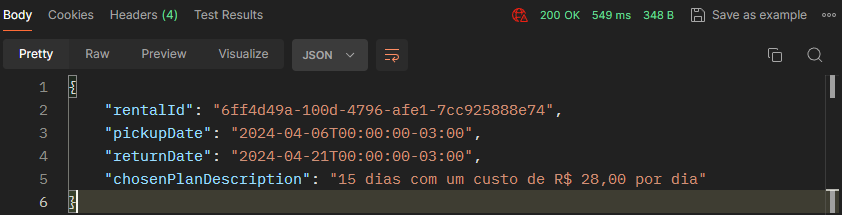 Body Cookies Headers (4) Test Results 200 OK 549 ms 348 B Save as example
Pretty Raw Preview Visualize JSON
1 {
2 "rentalId": "6ff4d49a-100d-4796-afe1-7cc925888e74",
3 "pickupDate": "2024-04-06T00:00:00-03:00",
4 "returnDate": "2024-04-21T00:00:00-03:00",
5 "chosenPlanDescription": "15 dias com um custo de R$ 28,00 por dia"
6 }